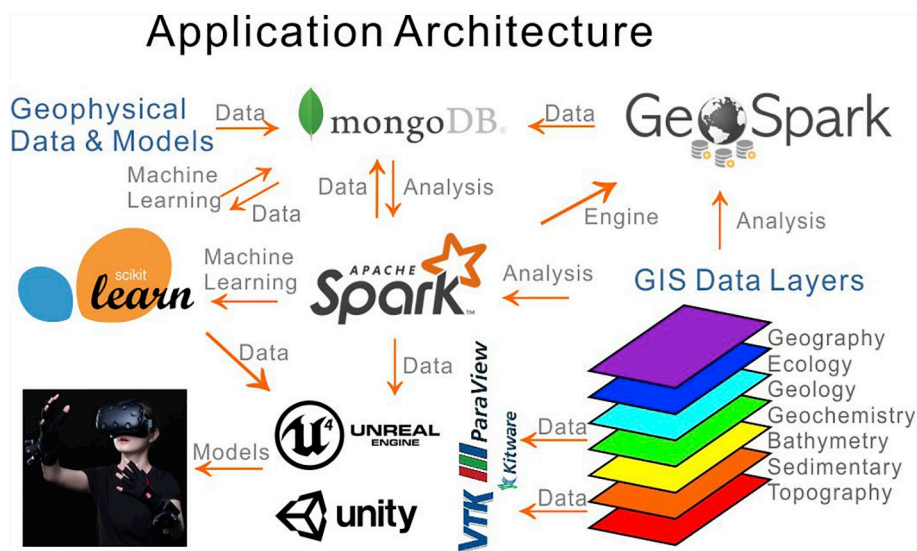 Application Architecture
Geophysical
Data & Models
Data
mongoDB®
Data
GeoSpark
Machine
Learning
Data
Data
Analysis
Engine
Analysis
scikit
learn
Machine
Learning
APACHE
Spark™
Analysis
GIS Data Layers
Geography
Ecology
Geology
Geochemistry
Bathymetry
Sedimentary
Topography
Data
Data
U4
UNREAL
ENGINE
Models
unity
VTK
ParaView
Kitware
Data
Data